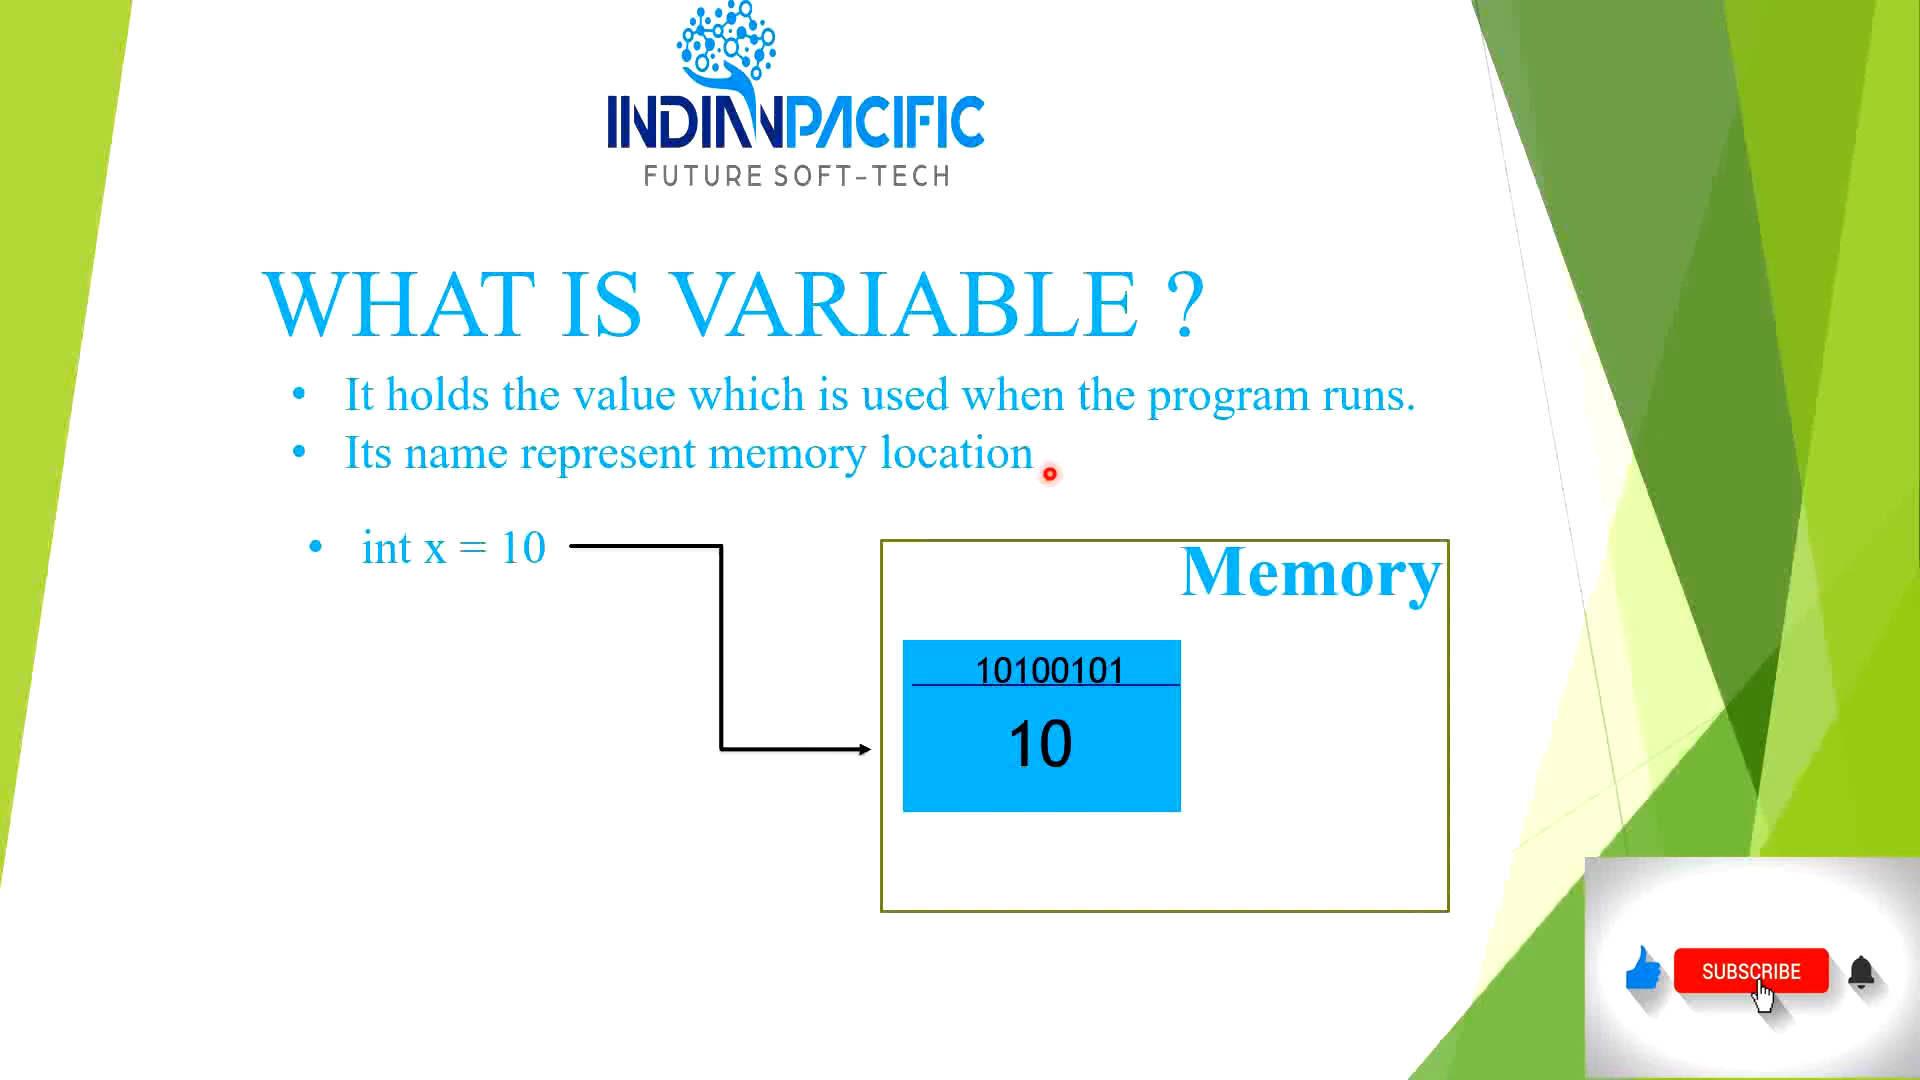 INDIANPACIFIC
FUTURE SOFT-TECH
WHAT IS VARIABLE ?
• It holds the value which is used when the program runs.
• Its name represent memory location
• int x = 10
Memory
10100101
10
SUBSCRIBE